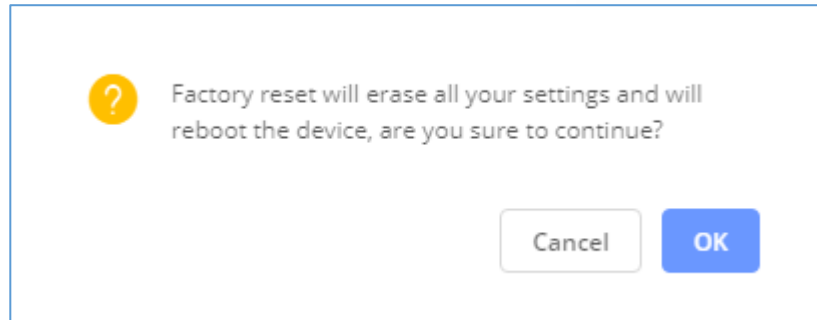 Factory reset will erase all your settings and will
reboot the device, are you sure to continue?
Cancel
OK